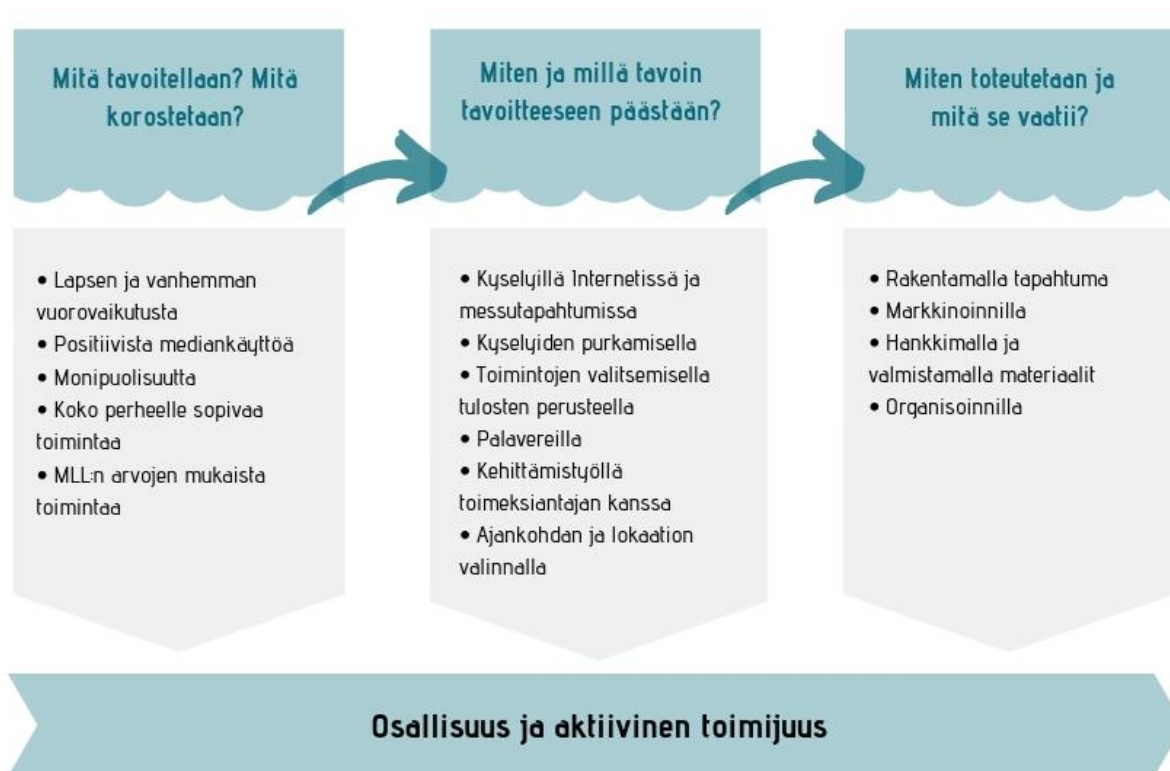 Mitä tavoitellaan? Mitä
korostetaan?
• Lapsen ja vanhemman
vuorovaikutusta
• Positiivista mediankäyttöä
• Monipuolisuutta
• Koko perheelle sopivaa
toimintaa
• MLL:n arvojen mukaista
toimintaa
Miten ja millä tavoin
tavoitteeseen päästään?
• Kyselyillä Internetissä ja
messutapahtumissa
• Kyselyiden purkamisella
• Toimintojen valitsemisella
tulosten perusteella
• Palavereilla
• Kehittämistyöllä
toimeksiantajan kanssa
• Ajankohdan ja lokaation
valinnalla
Miten toteutetaan ja
mitä se vaatii?
• Rakentamalla tapahtuma
• Markkinoinnilla
• Hankkimalla ja
valmistamalla materiaalit
• Organisoinnilla
Osallisuus ja aktiivinen toimijuus